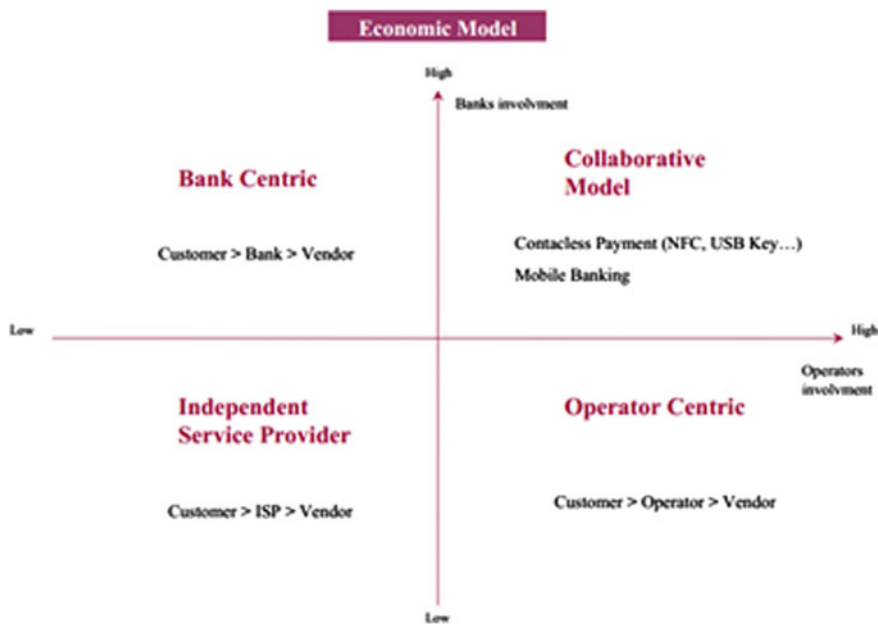 Economic Model
High
Banks involvment
Bank Centric
Collaborative
Model
Customer > Bank > Vendor
Contacless Payment (NFC, USB Key…)
Mobile Banking
Low
High
Operators
involvment
Independent
Service Provider
Operator Centric
Customer > ISP > Vendor
Customer > Operator > Vendor
Low